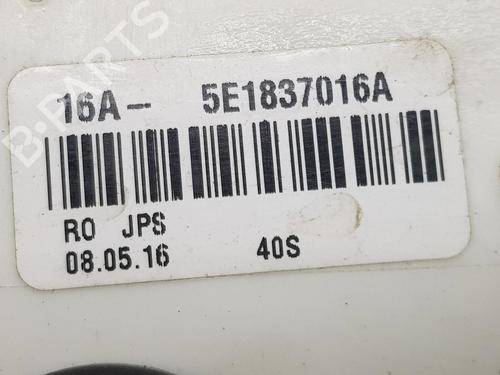 B-PARTS
16A- 5E1837016A
RO JPS
08.05.16 40S